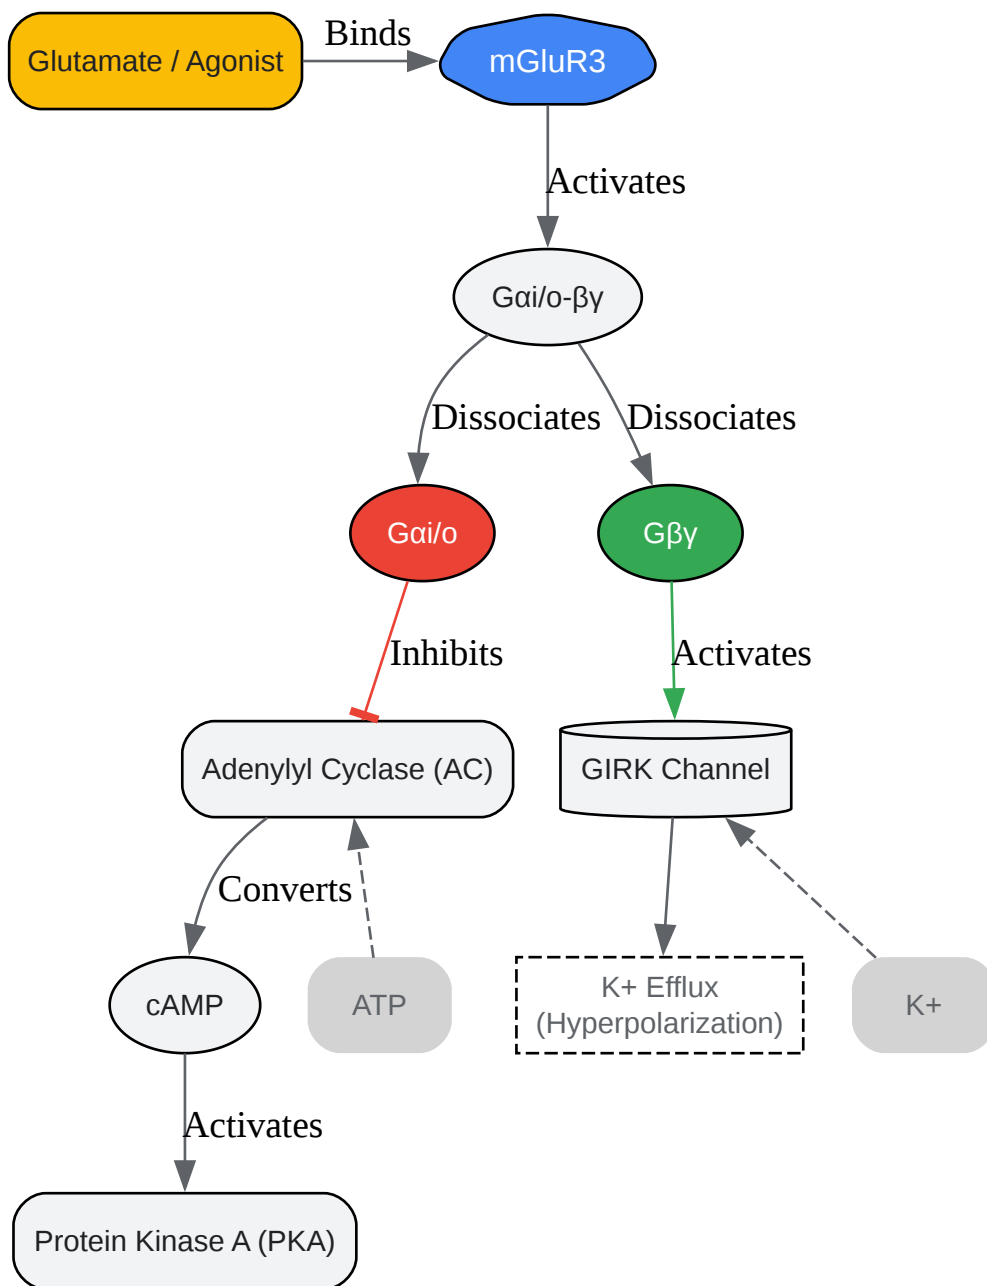 Glutamate / Agonist
Binds
mGluR3
Activates
Gαi/o-βγ
Dissociates
Dissociates
Gαi/o
Gβγ
Inhibits
Activates
Adenylyl Cyclase (AC)
GIRK Channel
Converts
cAMP
ATP
K+ Efflux
(Hyperpolarization)
K+
Activates
Protein Kinase A (PKA)